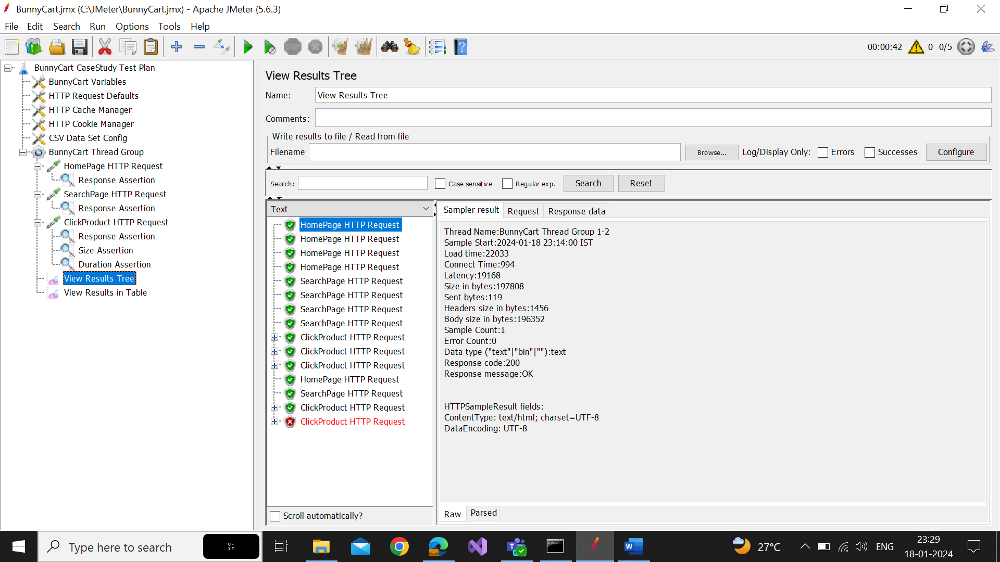 BunnyCart.jmx (C:\JMeter\BunnyCart.jmx) - Apache JMeter (5.6.3)
File Edit Search Run Options Tools Help
STOP
00:00:42 0 0/5
BunnyCart CaseStudy Test Plan
BunnyCart Variables
HTTP Request Defaults
HTTP Cache Manager
HTTP Cookie Manager
CSV Data Set Config
BunnyCart Thread Group
HomePage HTTP Request
Response Assertion
SearchPage HTTP Request
Response Assertion
ClickProduct HTTP Request
Response Assertion
Size Assertion
Duration Assertion
View Results Tree
View Results in Table
View Results Tree
Name: View Results Tree
Comments:
Write results to file / Read from file
Filename Browse... Log/Display Only: Errors Successes Configure
Search: Case sensitive Regular exp. Search Reset
Text
HomePage HTTP Request
HomePage HTTP Request
HomePage HTTP Request
HomePage HTTP Request
SearchPage HTTP Request
SearchPage HTTP Request
SearchPage HTTP Request
SearchPage HTTP Request
ClickProduct HTTP Request
ClickProduct HTTP Request
ClickProduct HTTP Request
HomePage HTTP Request
SearchPage HTTP Request
ClickProduct HTTP Request
ClickProduct HTTP Request
Scroll automatically?
Sampler result Request Response data
Thread Name:BunnyCart Thread Group 1-2
Sample Start:2024-01-18 23:14:00 IST
Load time:22033
Connect Time:994
Latency:19168
Size in bytes:197808
Sent bytes:119
Headers size in bytes:1456
Body size in bytes:196352
Sample Count:1
Error Count:0
Data type ("text"|"bin"|""):text
Response code:200
Response message:OK
HTTPSampleResult fields:
ContentType: text/html; charset=UTF-8
DataEncoding: UTF-8
Raw Parsed
Type here to search
27°C
ENG
23:29
18-01-2024